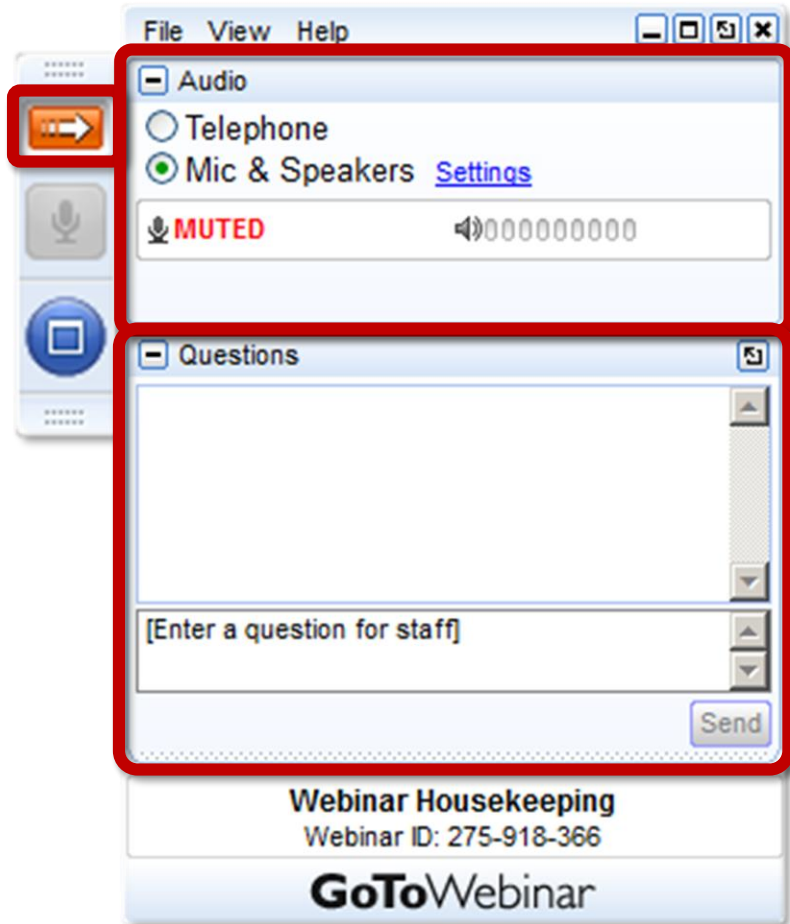 File View Help
Audio
Telephone
Mic & Speakers Settings
MUTED
Questions
[Enter a question for staff]
Send
Webinar Housekeeping
Webinar ID: 275-918-366
GoToWebinar